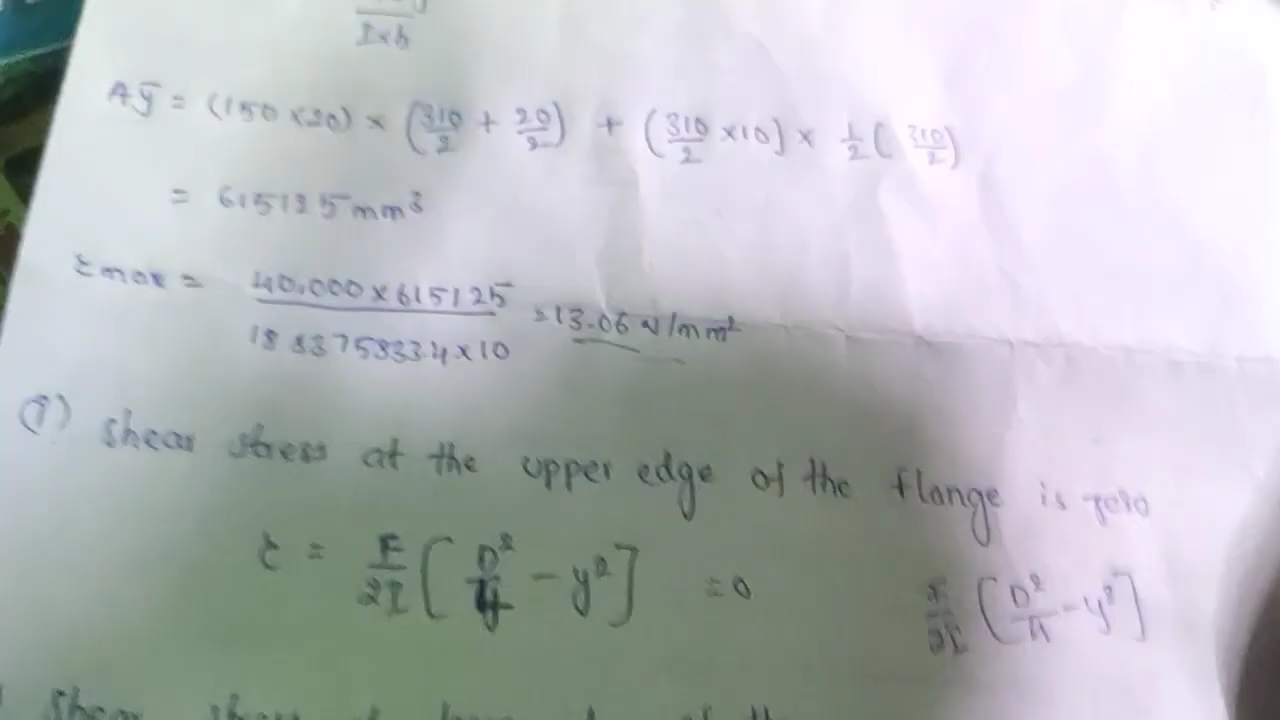 I×b
Aȳ = (150 × 20) × (310/2 + 20/2) + (310/2 × 10) × 1/2 (310/2)
= 615125 mm³
τmax = 40,000 × 615125 / 188375833.4 × 10 = 13.06 N/mm²
(i) shear stress at the upper edge of the flange is zero
τ = F/2I [D²/4 - y²] = 0 F/2I [D²/4 - y²]
shear